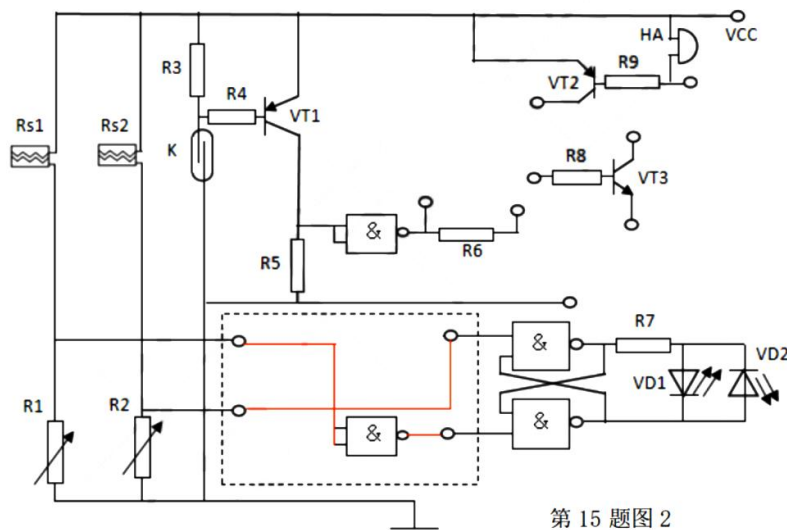 HA
VCC
R3
R9
R4
VT2
Rs1
Rs2
K
VT1
R8
VT3
&
R5
R6
&
R7
VD2
VD1
R1
R2
&
&
第 15 题图 2